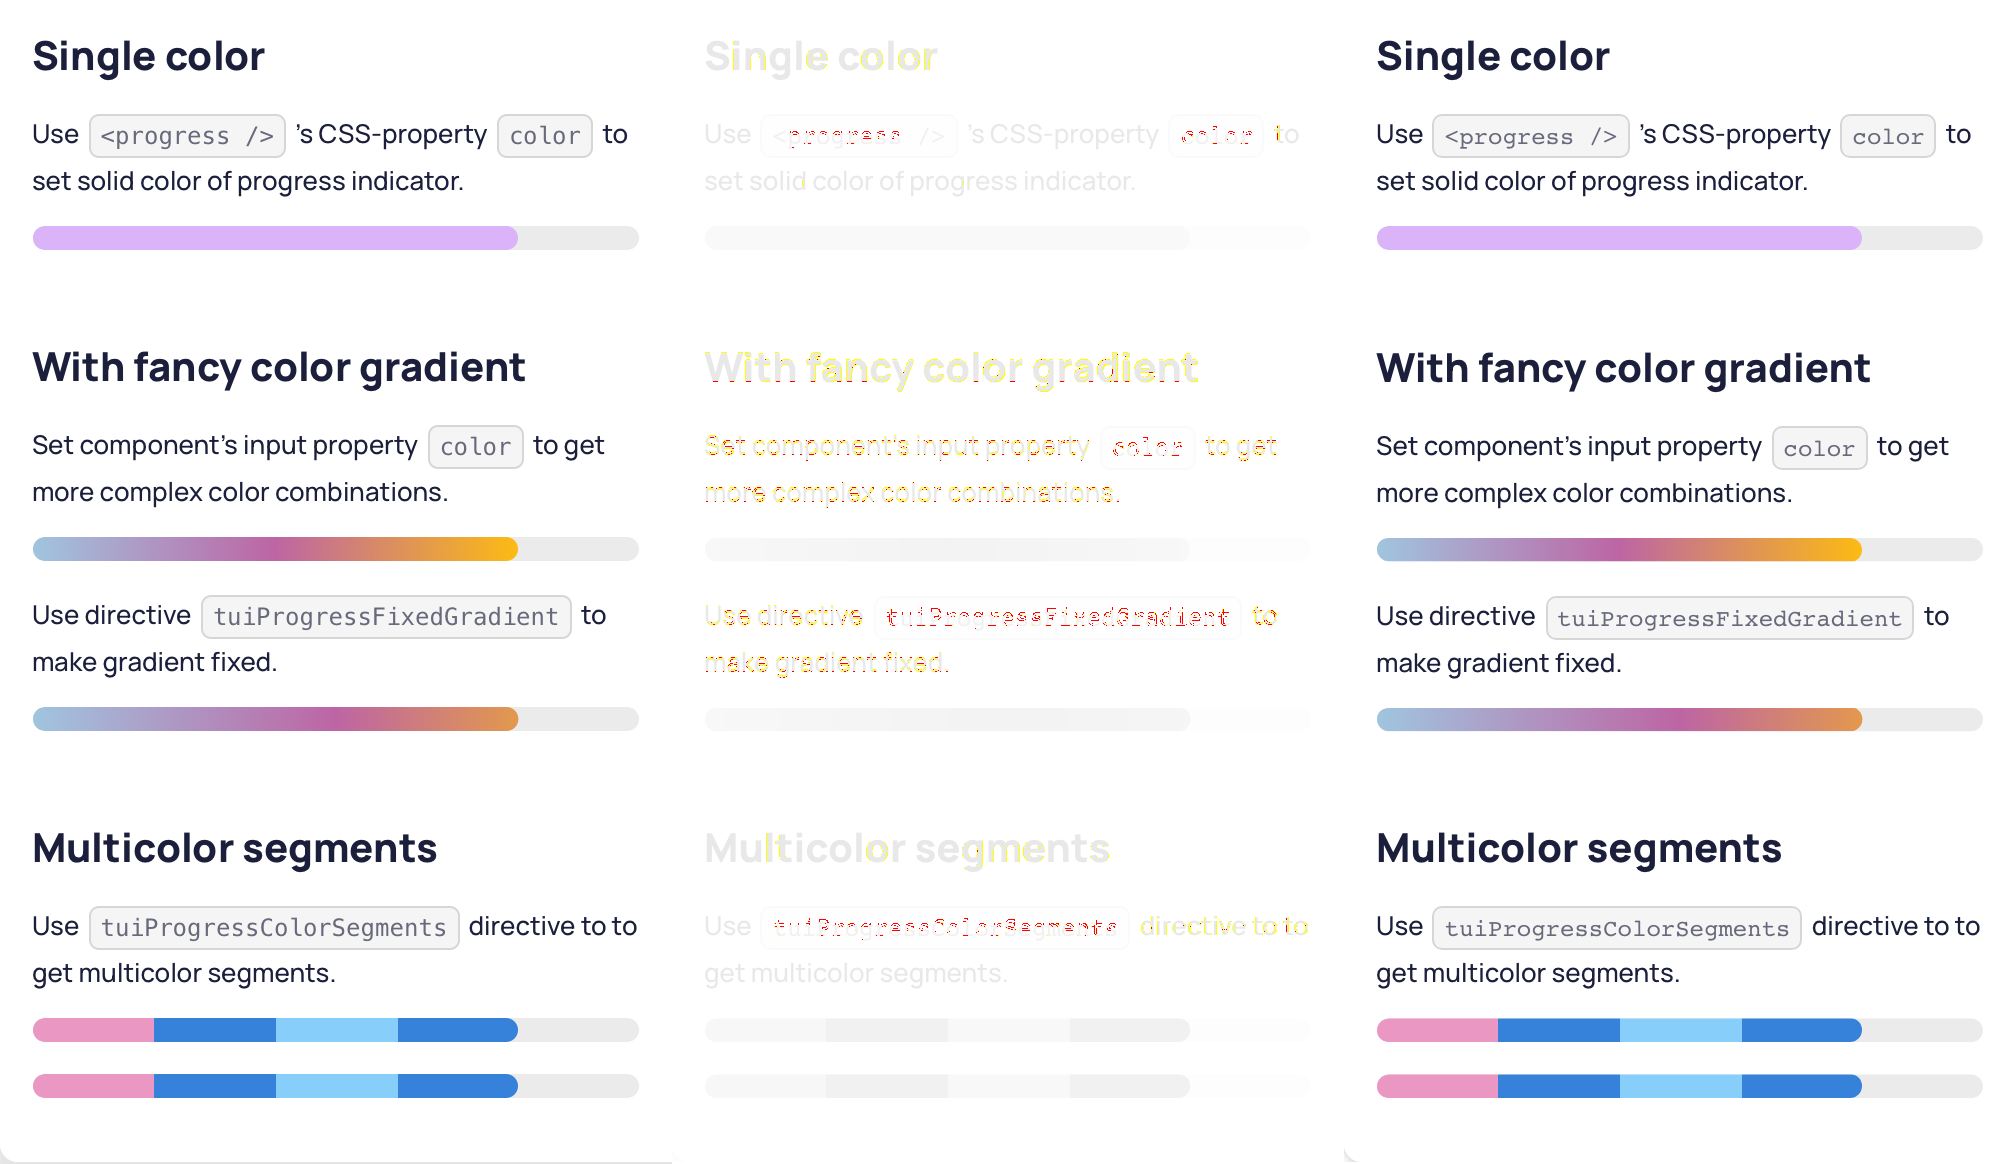 Single color
Use <progress /> 's CSS-property color to
set solid color of progress indicator.
With fancy color gradient
Set component's input property color to get
more complex color combinations.
Use directive tuiProgressFixedGradient to
make gradient fixed.
Multicolor segments
Use tuiProgressColorSegments directive to to
get multicolor segments.
Single color
Use <progress /> 's CSS-property color to
set solid color of progress indicator.
With fancy color gradient
Set component's input property color to get
more complex color combinations.
Use directive tuiProgressFixedGradient to
make gradient fixed.
Multicolor segments
Use tuiProgressColorSegments directive to to
get multicolor segments.
Single color
Use <progress /> 's CSS-property color to
set solid color of progress indicator.
With fancy color gradient
Set component's input property color to get
more complex color combinations.
Use directive tuiProgressFixedGradient to
make gradient fixed.
Multicolor segments
Use tuiProgressColorSegments directive to to
get multicolor segments.